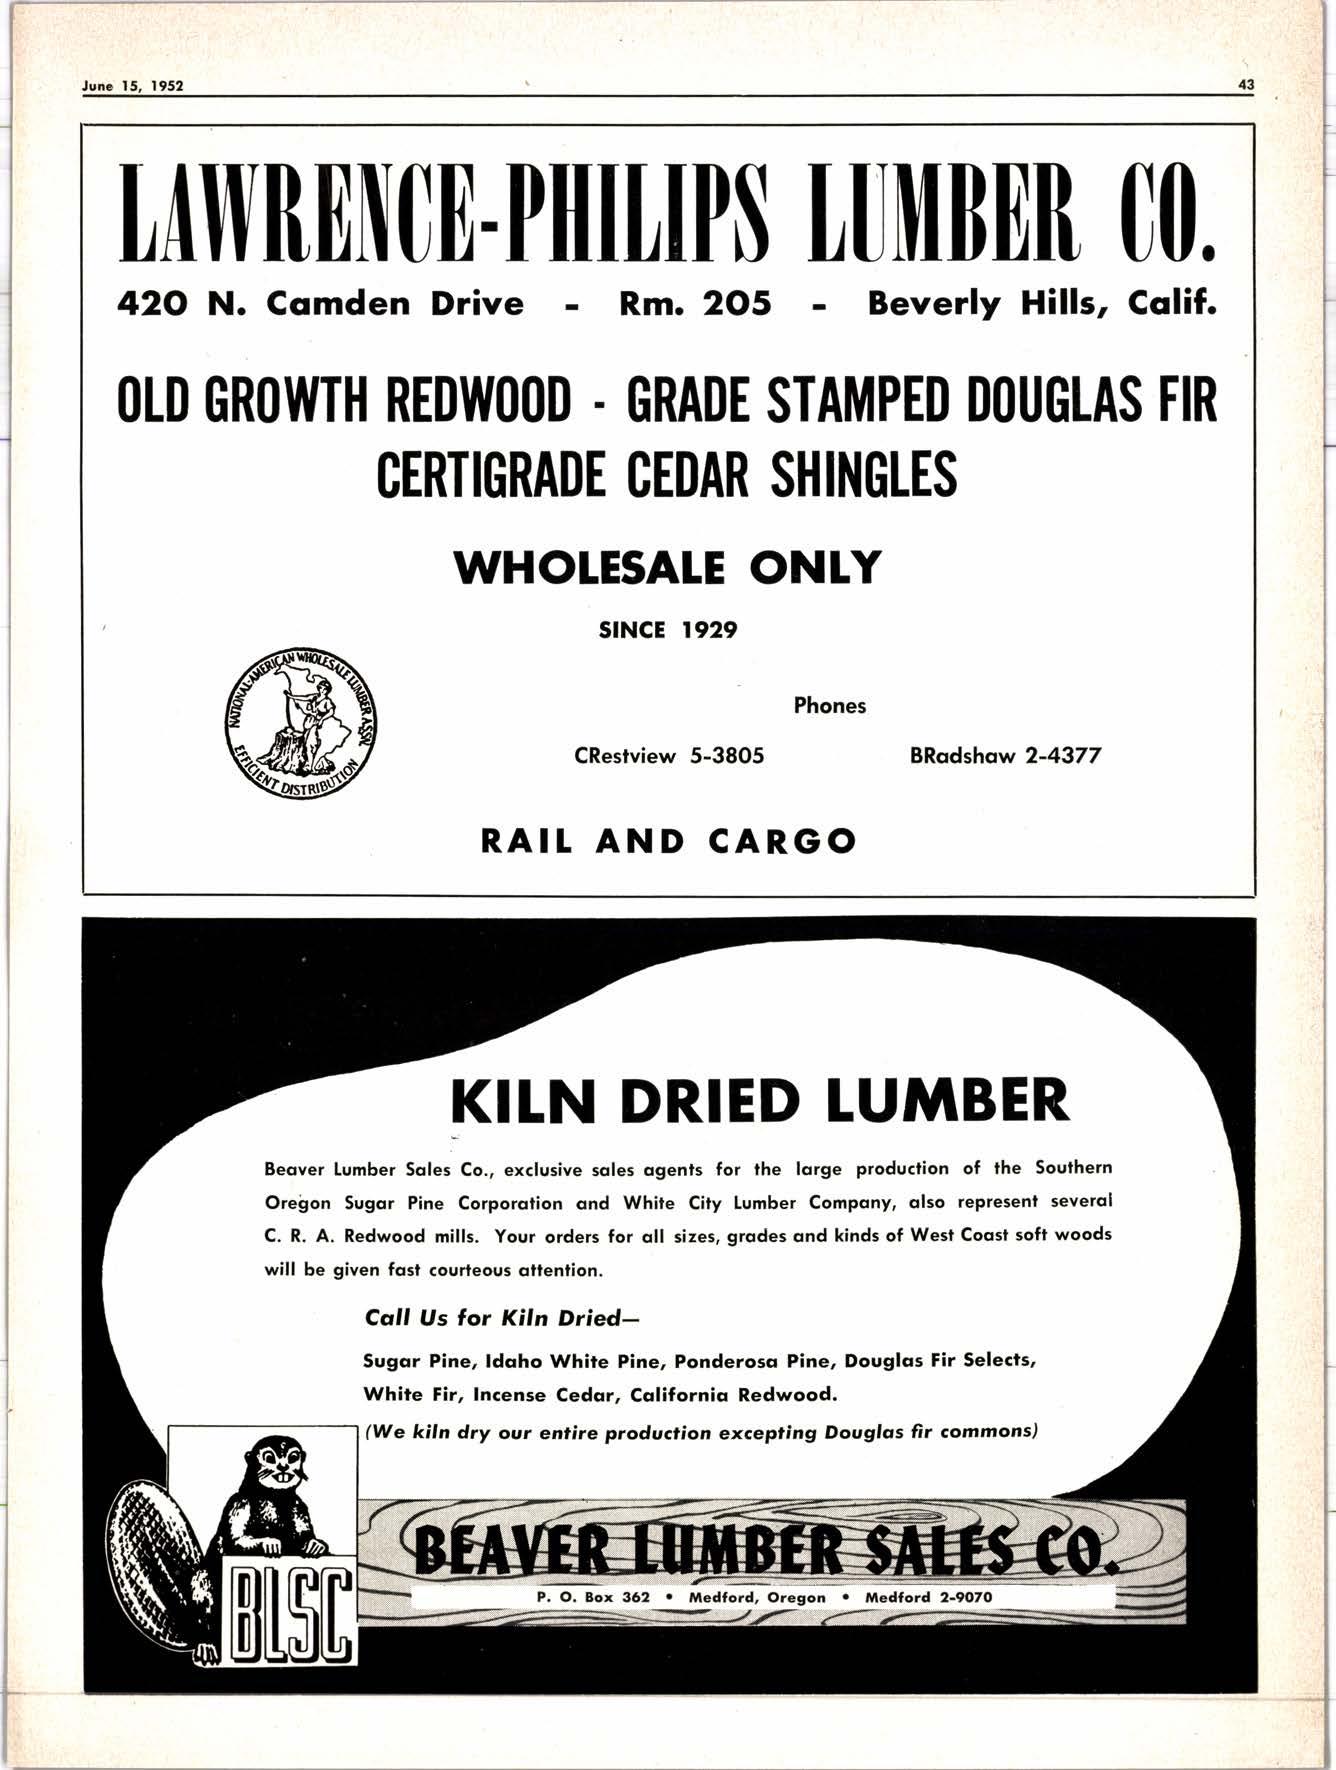 June 15, 1952 43
LAWRENCE-PHILIPS LUMBER CO.
420 N. Camden Drive - Rm. 205 - Beverly Hills, Calif.
OLD GROWTH REDWOOD - GRADE STAMPED DOUGLAS FIR
CERTIGRADE CEDAR SHINGLES
WHOLESALE ONLY
SINCE 1929
NATIONAL-AMERICAN WHOLESALE LUMBER ASSN.
EFFICIENT DISTRIBUTION
Phones
CRestview 5-3805 BRadshaw 2-4377
RAIL AND CARGO
KILN DRIED LUMBER
Beaver Lumber Sales Co., exclusive sales agents for the large production of the Southern
Oregon Sugar Pine Corporation and White City Lumber Company, also represent several
C. R. A. Redwood mills. Your orders for all sizes, grades and kinds of West Coast soft woods
will be given fast courteous attention.
Call Us for Kiln Dried—
Sugar Pine, Idaho White Pine, Ponderosa Pine, Douglas Fir Selects,
White Fir, Incense Cedar, California Redwood.
(We kiln dry our entire production excepting Douglas fir commons)
BEAVER LUMBER SALES CO.
P. O. Box 362 • Medford, Oregon • Medford 2-9070
BLSC